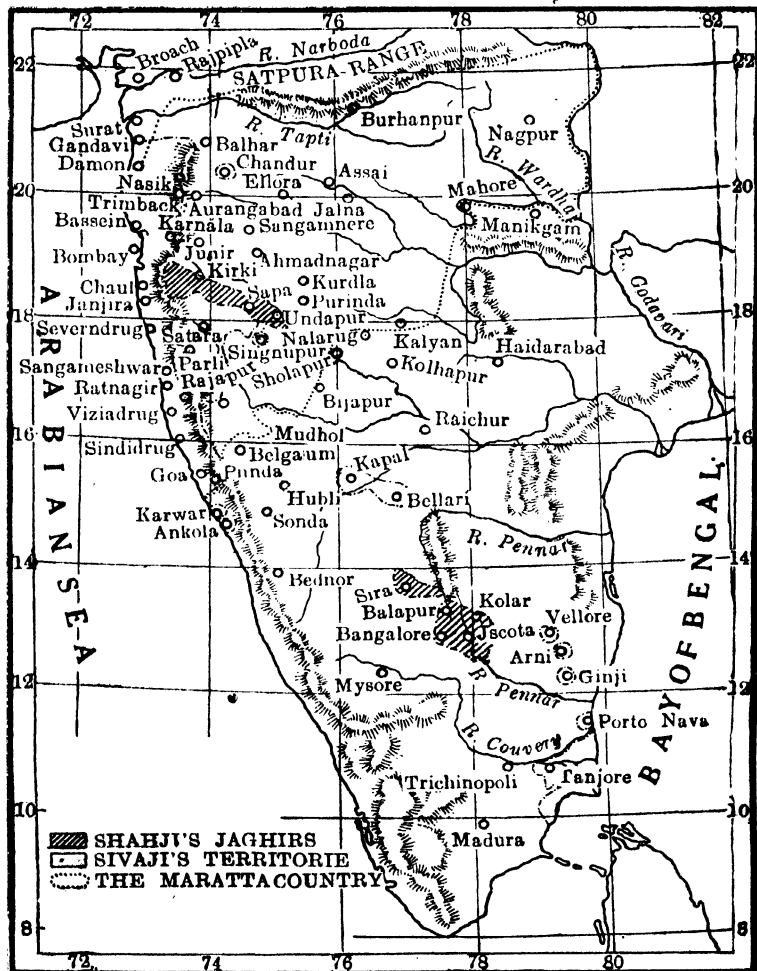 72 74 76 78 80 82
Broach
Rajpipla
R. Narboda
SATPURA-RANGE
22 22
Surat
Gandavi
Damon
R. Tapti
Burhanpur
Nagpur
R. Wardha
Balhar
Chandur
Ellora
Assai
Mahore
Manikgam
20 20
Nasik
Trimback
Aurangabad Jalna
Bassein
Karnala
Sangamnere
Bombay
Junir
Ahmadnagar
Kirki
Kurdla
R. Godavari
Chaul
Sapa
Purinda
Janjira
Undapur
18 18
Severndrug
Satara
Nalarug
Kalyan
Haidarabad
Singnupur
Sangameshwar
Parli
Sholapur
Kolhapur
Ratnagir
Rajapur
Bijapur
Viziadrug
Raichur
16 16
Sindidrug
Mudhol
Belgaum
Kapal
Goa
Punda
Hubli
Bellari
Karwar
Ankola
Sonda
R. Pennar
14 14
Bednor
Sira
Balapur
Kolar
Vellore
Bangalore
Jscota
Arni
Ginji
Mysore
R Pennar
12 12
R. Couvery
Porto Nava
Trichinopoli
Tanjore
10 10
Madura
ARABIAN SEA
BAY OF BENGAL.
SHAHJI'S JAGHIRS
SIVAJI'S TERRITORIE
THE MARATTA COUNTRY
8 8
72 74 76 78 80 82